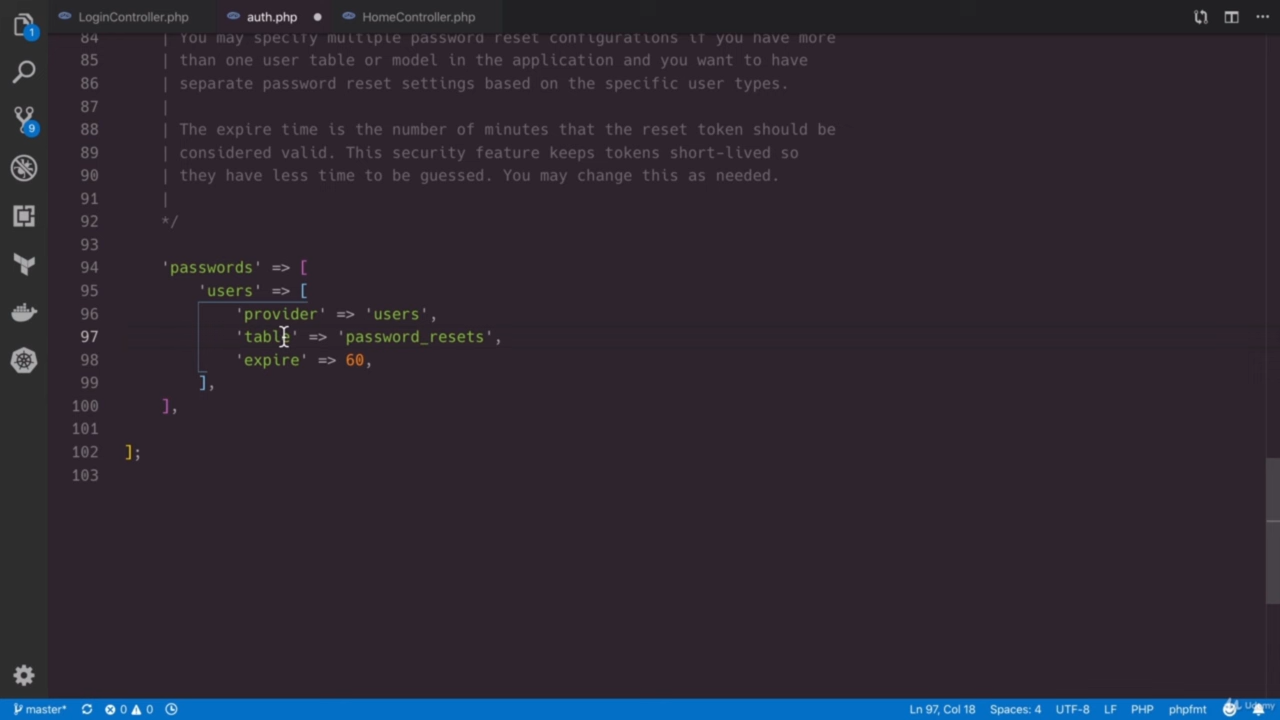 LoginController.php
auth.php
HomeController.php
84 | You may specify multiple password reset configurations if you have more
85 | than one user table or model in the application and you want to have
86 | separate password reset settings based on the specific user types.
87 |
88 | The expire time is the number of minutes that the reset token should be
89 | considered valid. This security feature keeps tokens short-lived so
90 | they have less time to be guessed. You may change this as needed.
91 |
92 */
93
94 'passwords' => [
95 'users' => [
96 'provider' => 'users',
97 'table' => 'password_resets',
98 'expire' => 60,
99 ],
100 ],
101
102 ];
103
1
9
master* 0 0 Ln 97, Col 18 Spaces: 4 UTF-8 LF PHP phpfmt Udemy